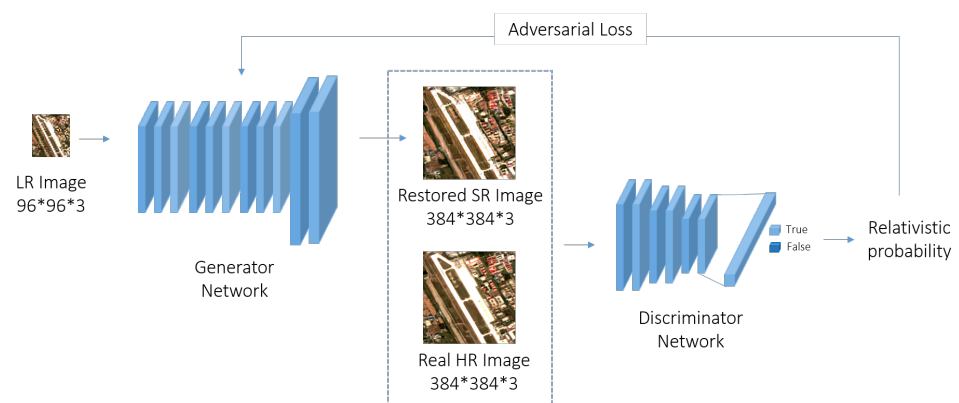 Adversarial Loss
LR Image
96*96*3
Generator
Network
Restored SR Image
384*384*3
Real HR Image
384*384*3
Discriminator
Network
True
False
Relativistic
probability